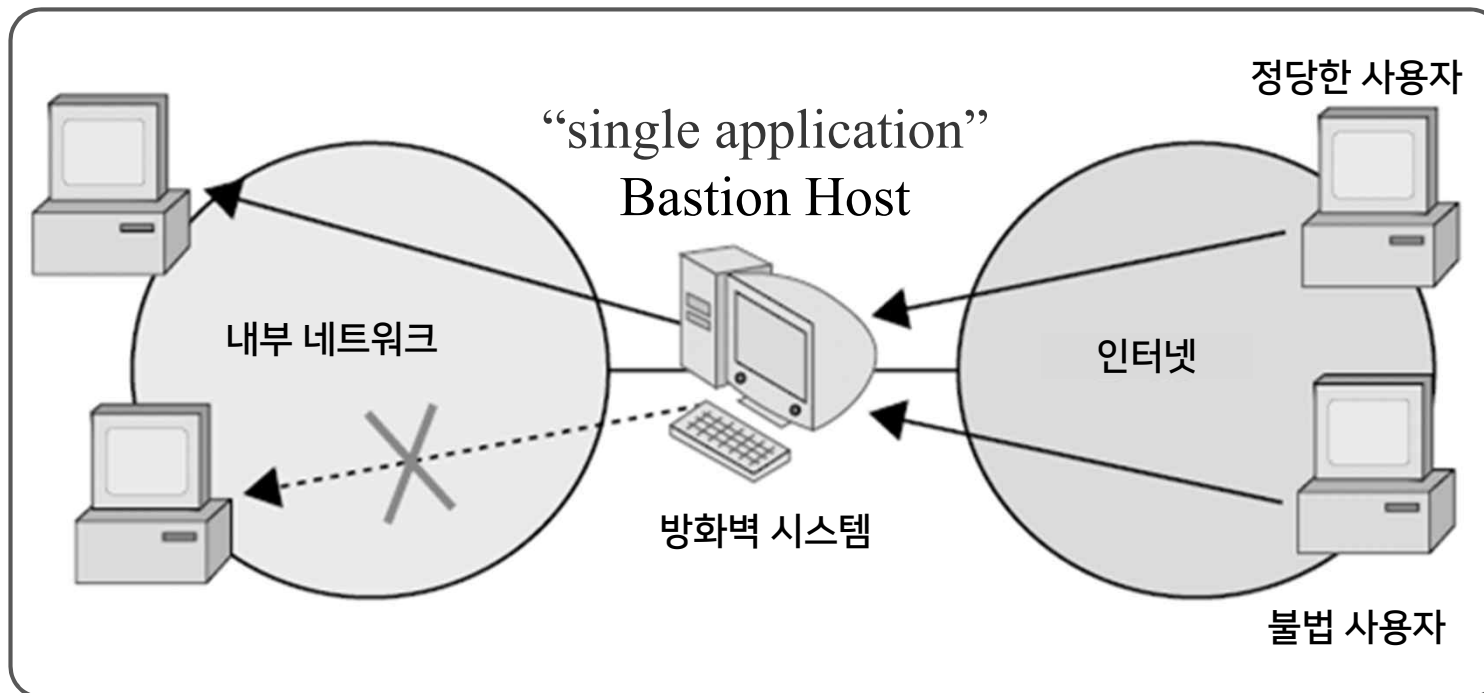 정당한 사용자
“single application”
Bastion Host
내부 네트워크
인터넷
방화벽 시스템
불법 사용자